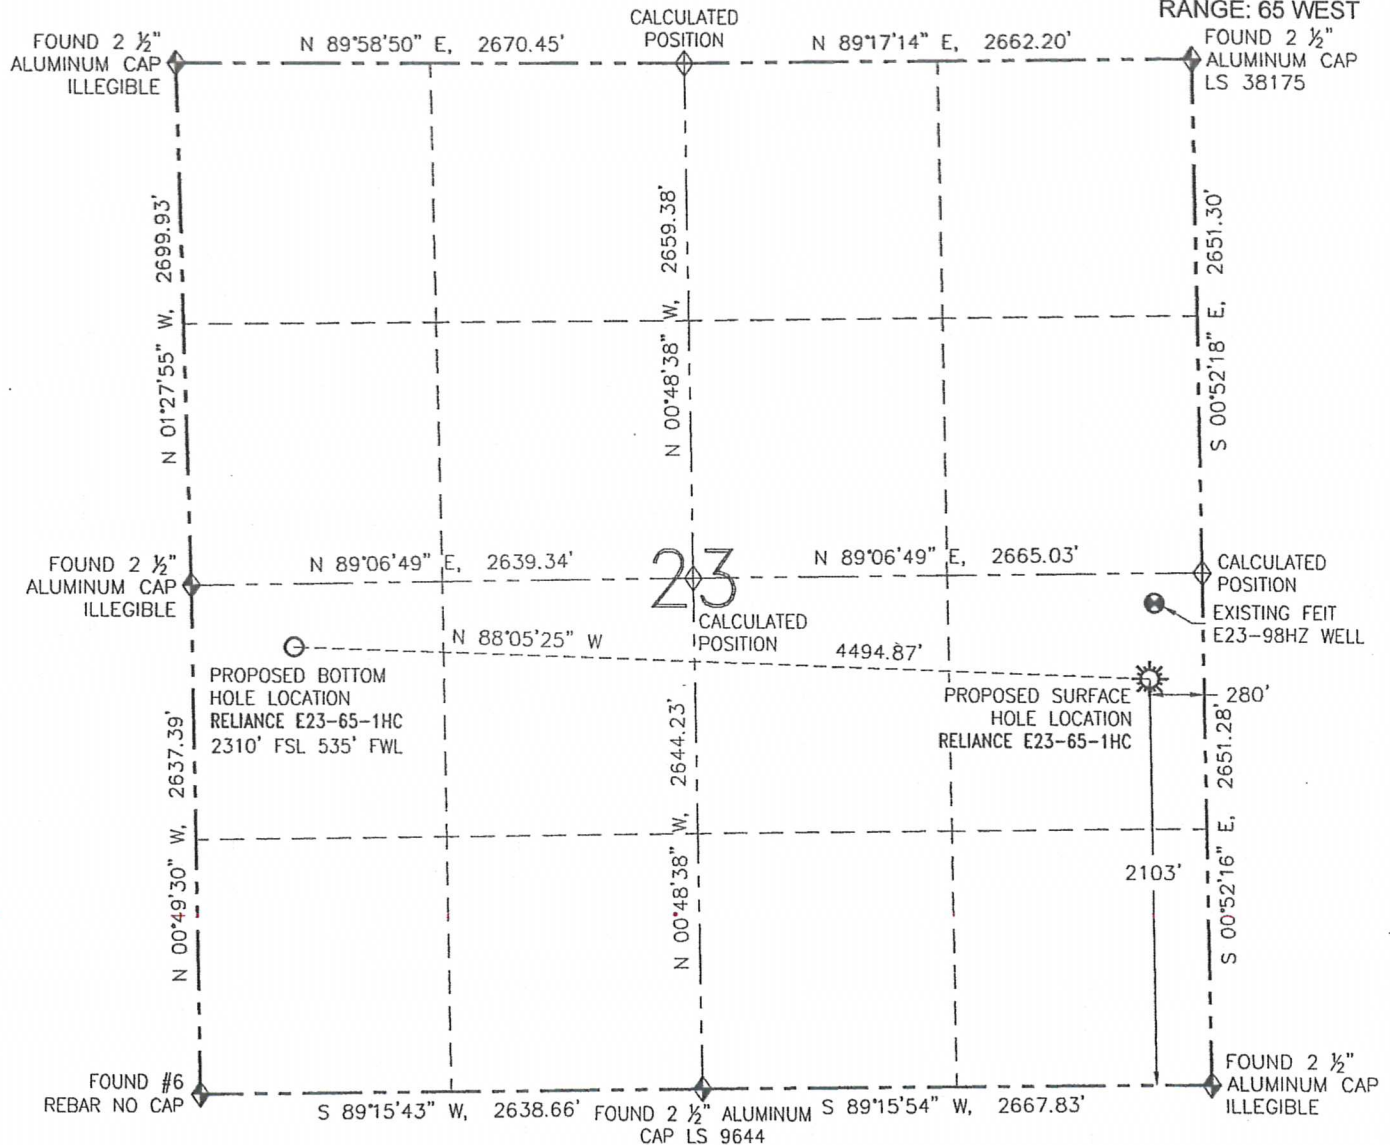 RANGE: 65 WEST
CALCULATED
POSITION
FOUND 2 ½"
ALUMINUM CAP
ILLEGIBLE
N 89°58'50" E, 2670.45'
N 89°17'14" E, 2662.20'
FOUND 2 ½"
ALUMINUM CAP
LS 38175
N 01°27'55" W, 2699.93'
N 00°48'38" W, 2659.38'
S 00°52'18" E, 2651.30'
FOUND 2 ½"
ALUMINUM CAP
ILLEGIBLE
N 89°06'49" E, 2639.34'
23
N 89°06'49" E, 2665.03'
CALCULATED
POSITION
CALCULATED
POSITION
EXISTING FEIT
E23-98HZ WELL
N 88°05'25" W
4494.87'
PROPOSED BOTTOM
HOLE LOCATION
RELIANCE E23-65-1HC
2310' FSL 535' FWL
PROPOSED SURFACE
HOLE LOCATION
RELIANCE E23-65-1HC
280'
N 00°49'30" W, 2637.39'
N 00°48'38" W, 2644.23'
S 00°52'16" E, 2651.28'
2103'
FOUND #6
REBAR NO CAP
S 89°15'43" W, 2638.66'
FOUND 2 ½" ALUMINUM
CAP LS 9644
S 89°15'54" W, 2667.83'
FOUND 2 ½"
ALUMINUM CAP
ILLEGIBLE